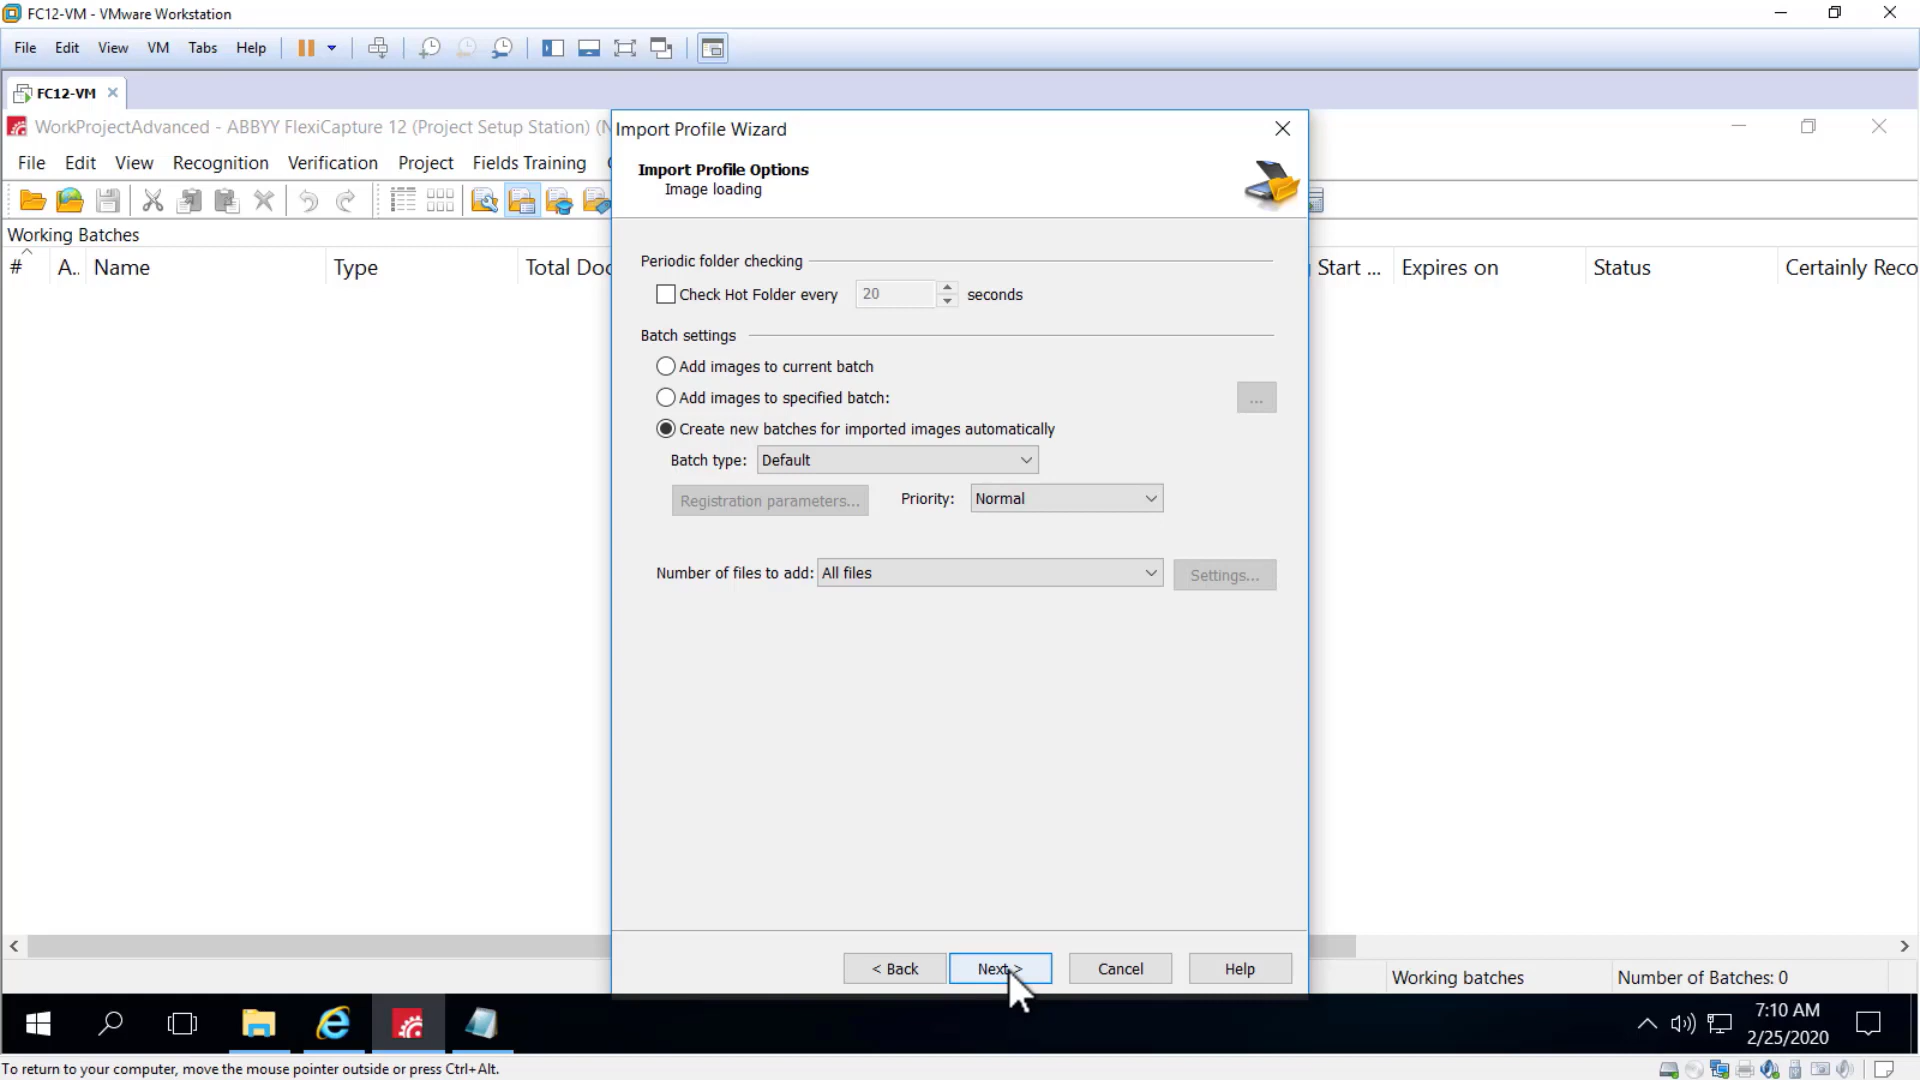 FC12-VM - VMware Workstation
File Edit View VM Tabs Help
FC12-VM
WorkProjectAdvanced - ABBYY FlexiCapture 12 (Project Setup Station) (N
File Edit View Recognition Verification Project Fields Training
Working Batches
# A.. Name Type Total Doc Start ... Expires on Status Certainly Reco
Import Profile Wizard
Import Profile Options
Image loading
Periodic folder checking
Check Hot Folder every 20 seconds
Batch settings
Add images to current batch
Add images to specified batch: ...
Create new batches for imported images automatically
Batch type: Default
Registration parameters... Priority: Normal
Number of files to add: All files Settings...
< Back Next > Cancel Help
Working batches Number of Batches: 0
7:10 AM
2/25/2020
To return to your computer, move the mouse pointer outside or press Ctrl+Alt.